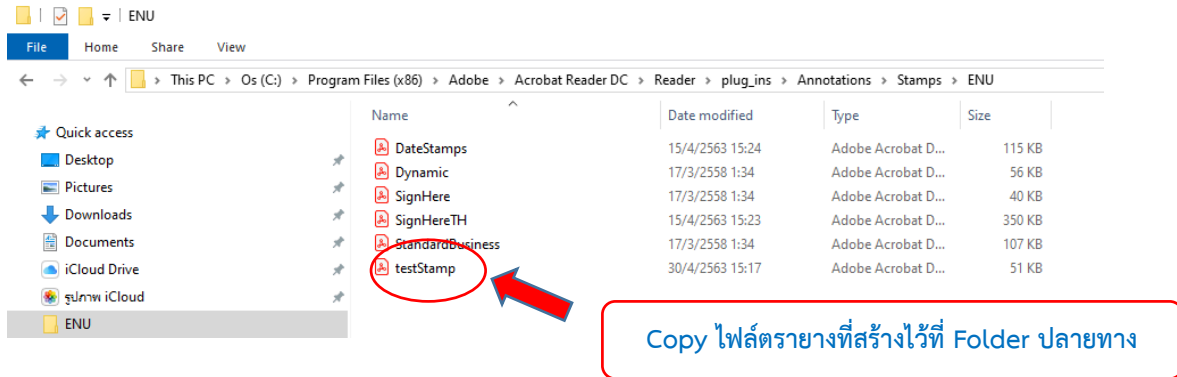 ENU
File Home Share View
This PC > Os (C:) > Program Files (x86) > Adobe > Acrobat Reader DC > Reader > plug_ins > Annotations > Stamps > ENU
Name Date modified Type Size
Quick access
Desktop
Pictures
Downloads
Documents
iCloud Drive
รูปภาพ iCloud
ENU
DateStamps 15/4/2563 15:24 Adobe Acrobat D... 115 KB
Dynamic 17/3/2558 1:34 Adobe Acrobat D... 56 KB
SignHere 17/3/2558 1:34 Adobe Acrobat D... 40 KB
SignHereTH 15/4/2563 15:23 Adobe Acrobat D... 350 KB
StandardBusiness 17/3/2558 1:34 Adobe Acrobat D... 107 KB
testStamp 30/4/2563 15:17 Adobe Acrobat D... 51 KB
Copy ไฟล์ตรายางที่สร้างไว้ที่ Folder ปลายทาง